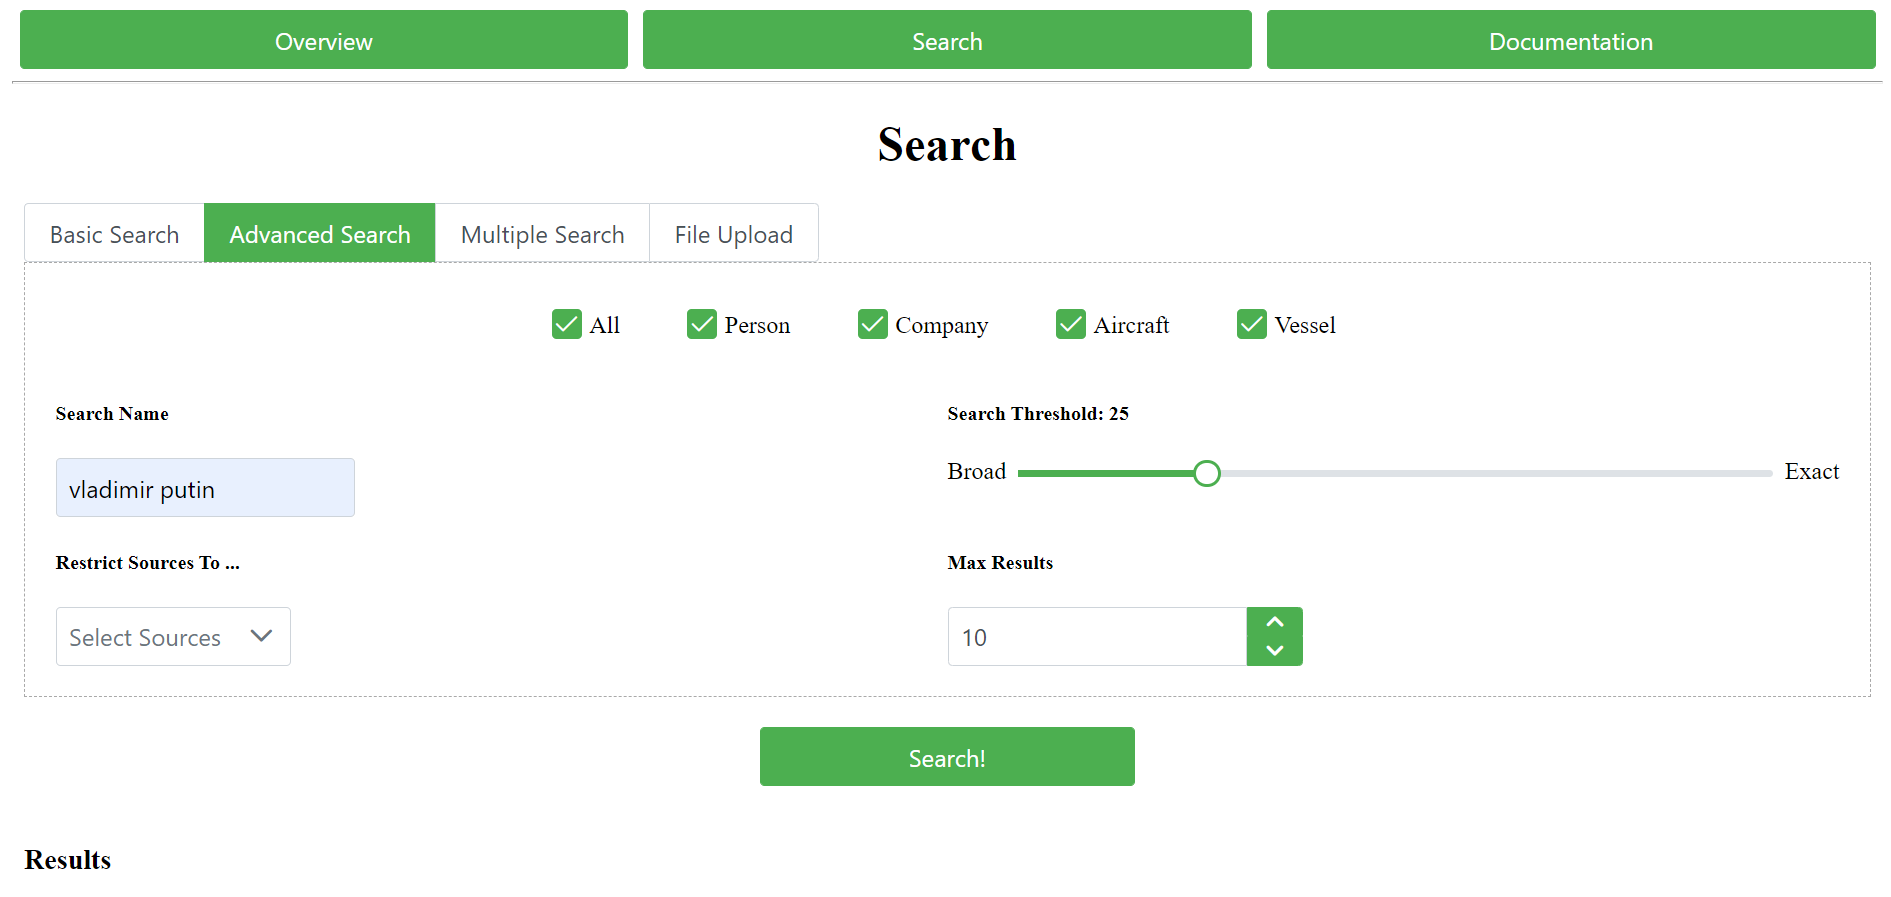 Overview
Search
Documentation
Search
Basic Search
Advanced Search
Multiple Search
File Upload
All
Person
Company
Aircraft
Vessel
Search Name
vladimir putin
Search Threshold: 25
Broad
Exact
Restrict Sources To ...
Select Sources
Max Results
10
Search!
Results